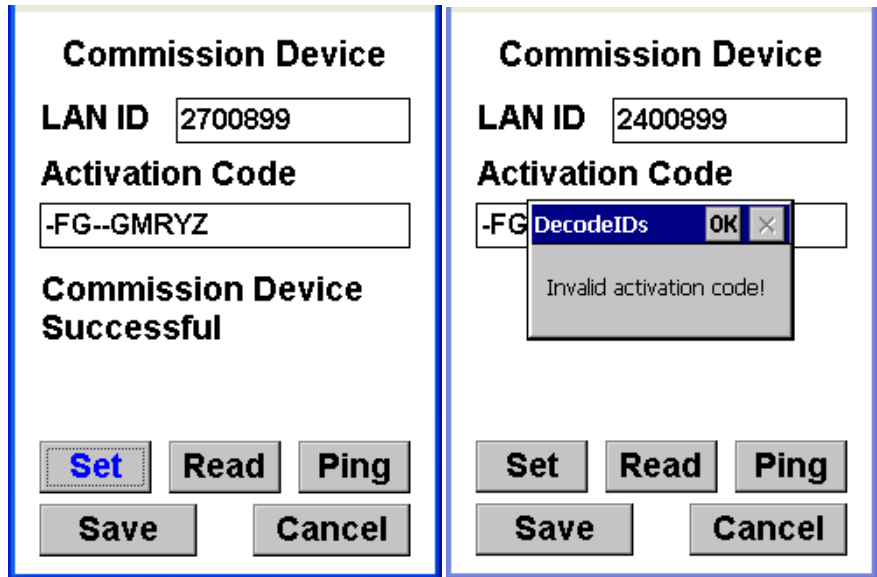 Commission Device
LAN ID 2700899
Activation Code
-FG--GMRYZ
Commission Device
Successful
Set Read Ping
Save Cancel
Commission Device
LAN ID 2400899
Activation Code
-FG
DecodeIDs OK
Invalid activation code!
Set Read Ping
Save Cancel